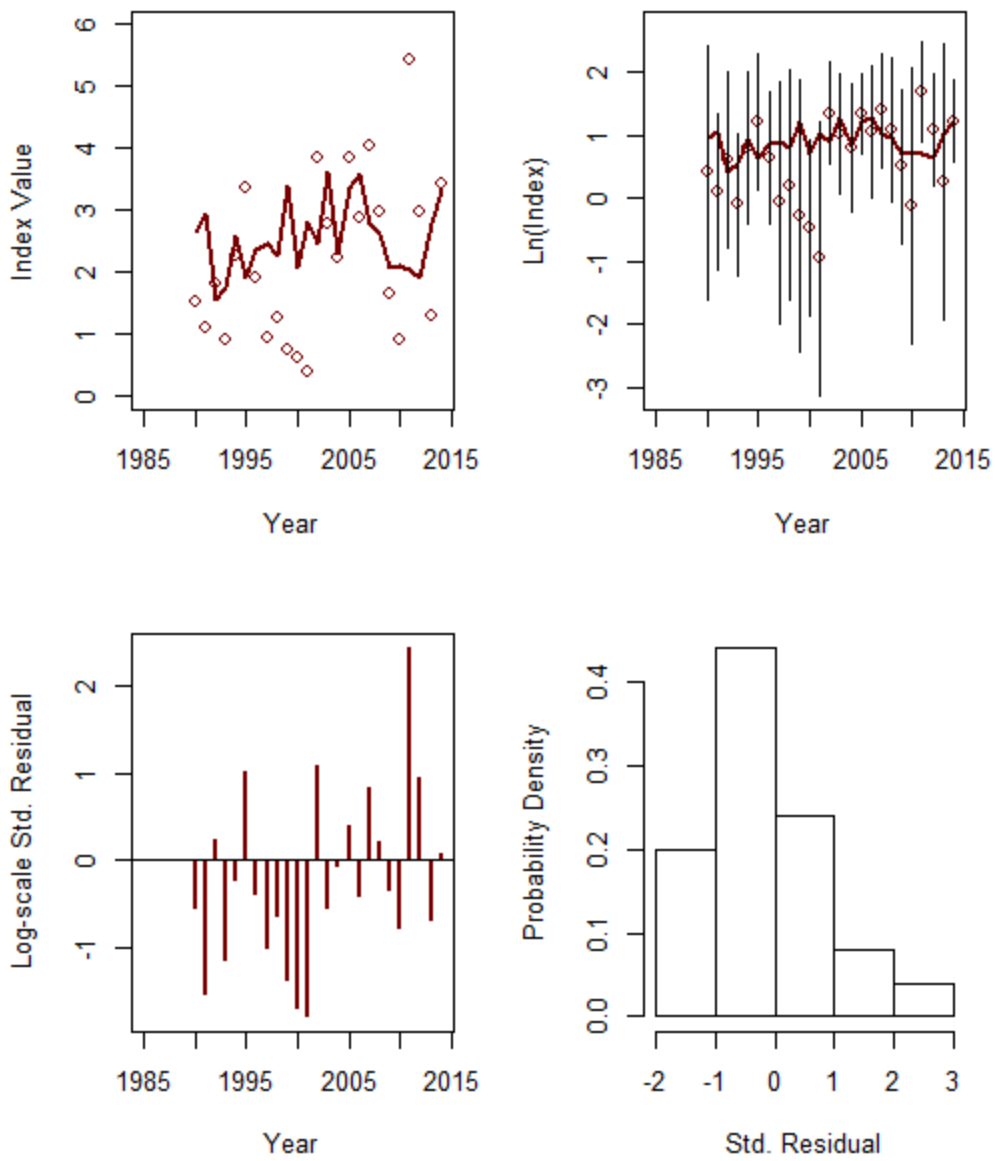 Index Value
6
5
4
3
2
1
0
1985 1995 2005 2015
Year
Ln(Index)
2
1
0
-1
-2
-3
1985 1995 2005 2015
Year
Log-scale Std. Residual
2
1
0
-1
1985 1995 2005 2015
Year
Probability Density
0.4
0.3
0.2
0.1
0.0
-2 -1 0 1 2 3
Std. Residual